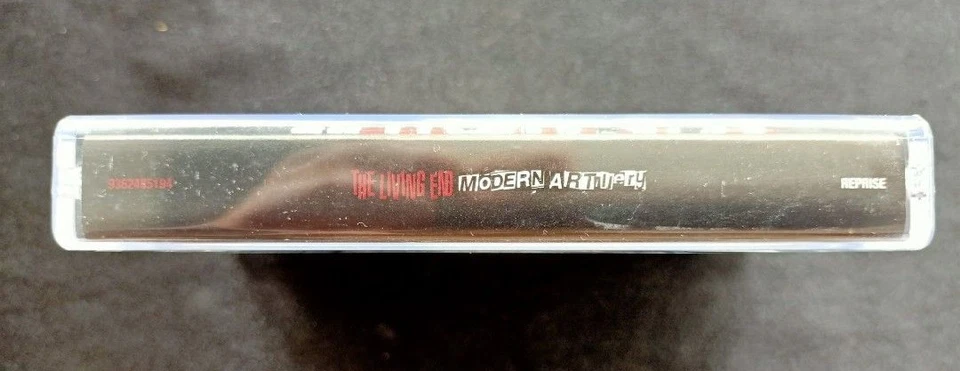 THE LIVING END MODERN ARTillery REPRISE